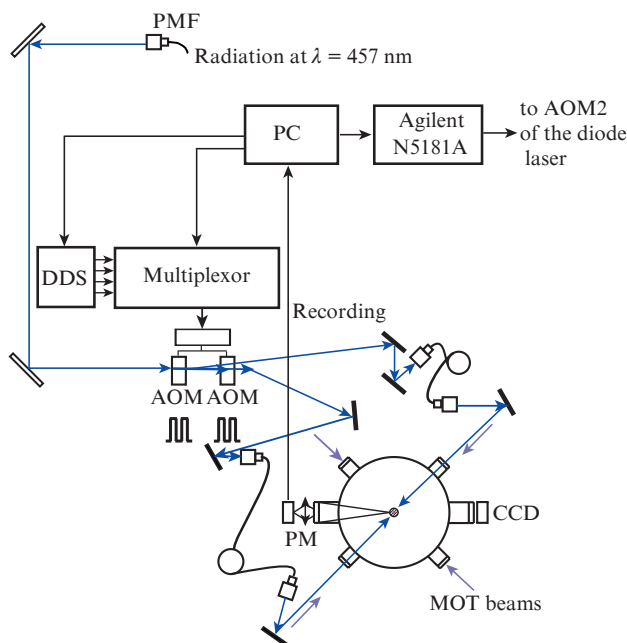 PMF
Radiation at λ = 457 nm
PC
Agilent
N5181A
to AOM2
of the diode
laser
DDS
Multiplexor
Recording
AOM
AOM
PM
CCD
MOT beams